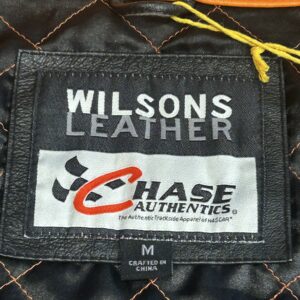 WILSONS
LEATHER
CHASE
AUTHENTICS®
The Authentic Trackside Apparel of NASCAR®
M
CRAFTED IN
CHINA